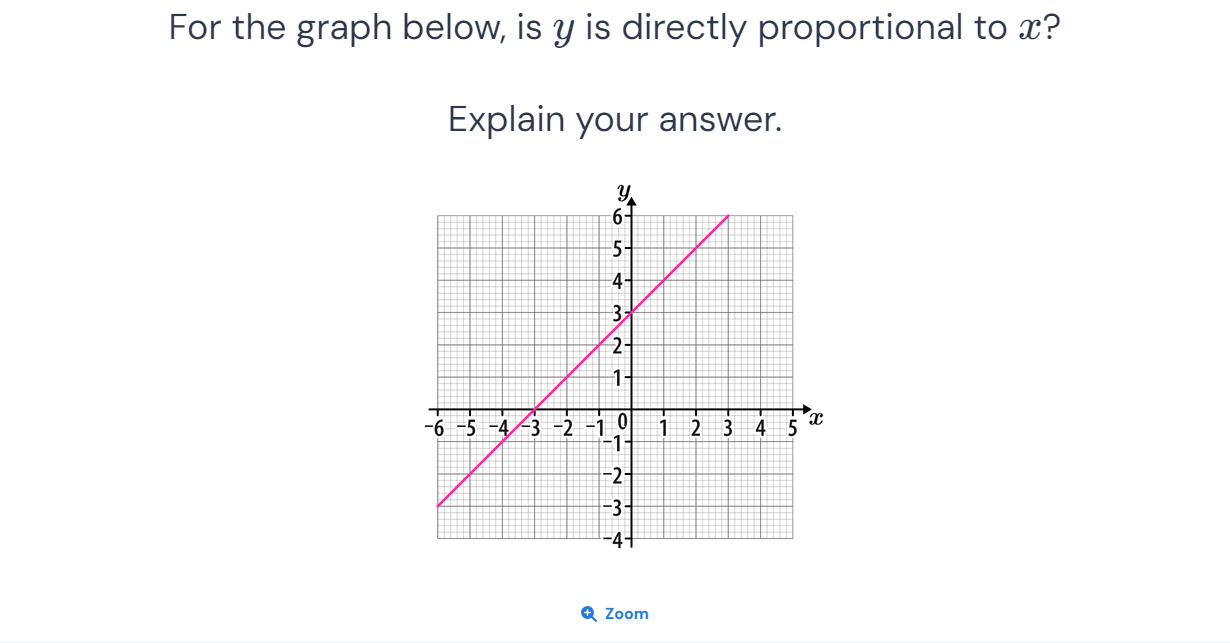 For the graph below, is y is directly proportional to x?
Explain your answer.
y
6
5
4
3
2
1
-6 -5 -4 -3 -2 -1 0 1 2 3 4 5 x
-1
-2
-3
-4
Zoom